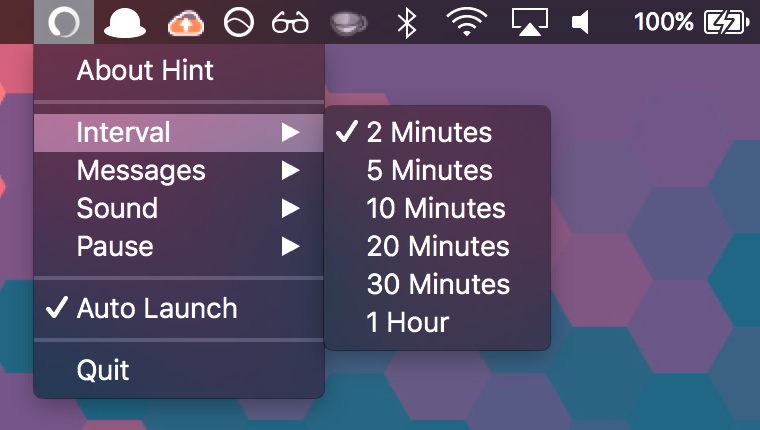 100%
About Hint
Interval
Messages
Sound
Pause
Auto Launch
Quit
2 Minutes
5 Minutes
10 Minutes
20 Minutes
30 Minutes
1 Hour